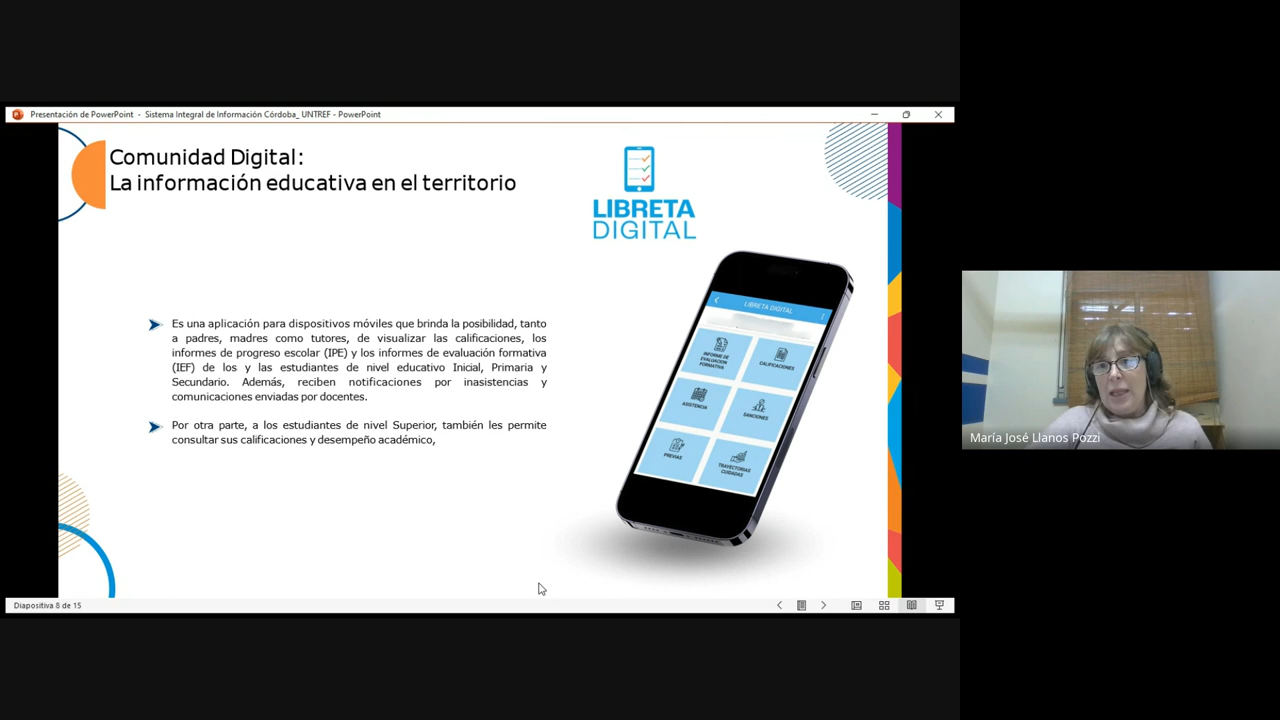 Presentación de PowerPoint - Sistema Integral de Información Córdoba_ UNTREF - PowerPoint
Comunidad Digital:
La información educativa en el territorio
LIBRETA
DIGITAL
LIBRETA DIGITAL
INFORME DE
EVALUACION
FORMATIVA
CALIFICACIONES
ASISTENCIA
SANCIONES
PREVIAS
TRAYECTORIAS
CUIDADAS
Es una aplicación para dispositivos móviles que brinda la posibilidad, tanto
a padres, madres como tutores, de visualizar las calificaciones, los
informes de progreso escolar (IPE) y los informes de evaluación formativa
(IEF) de los y las estudiantes de nivel educativo Inicial, Primaria y
Secundario. Además, reciben notificaciones por inasistencias y
comunicaciones enviadas por docentes.
Por otra parte, a los estudiantes de nivel Superior, también les permite
consultar sus calificaciones y desempeño académico,
Diapositiva 8 de 15
María José Llanos Pozzi